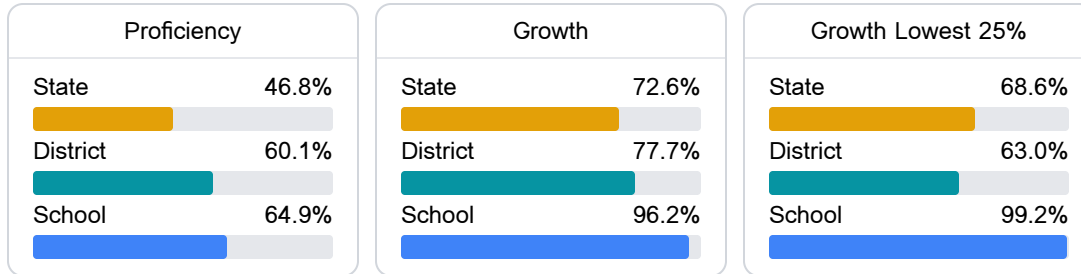 Proficiency
State 46.8%
District 60.1%
School 64.9%
Growth
State 72.6%
District 77.7%
School 96.2%
Growth Lowest 25%
State 68.6%
District 63.0%
School 99.2%